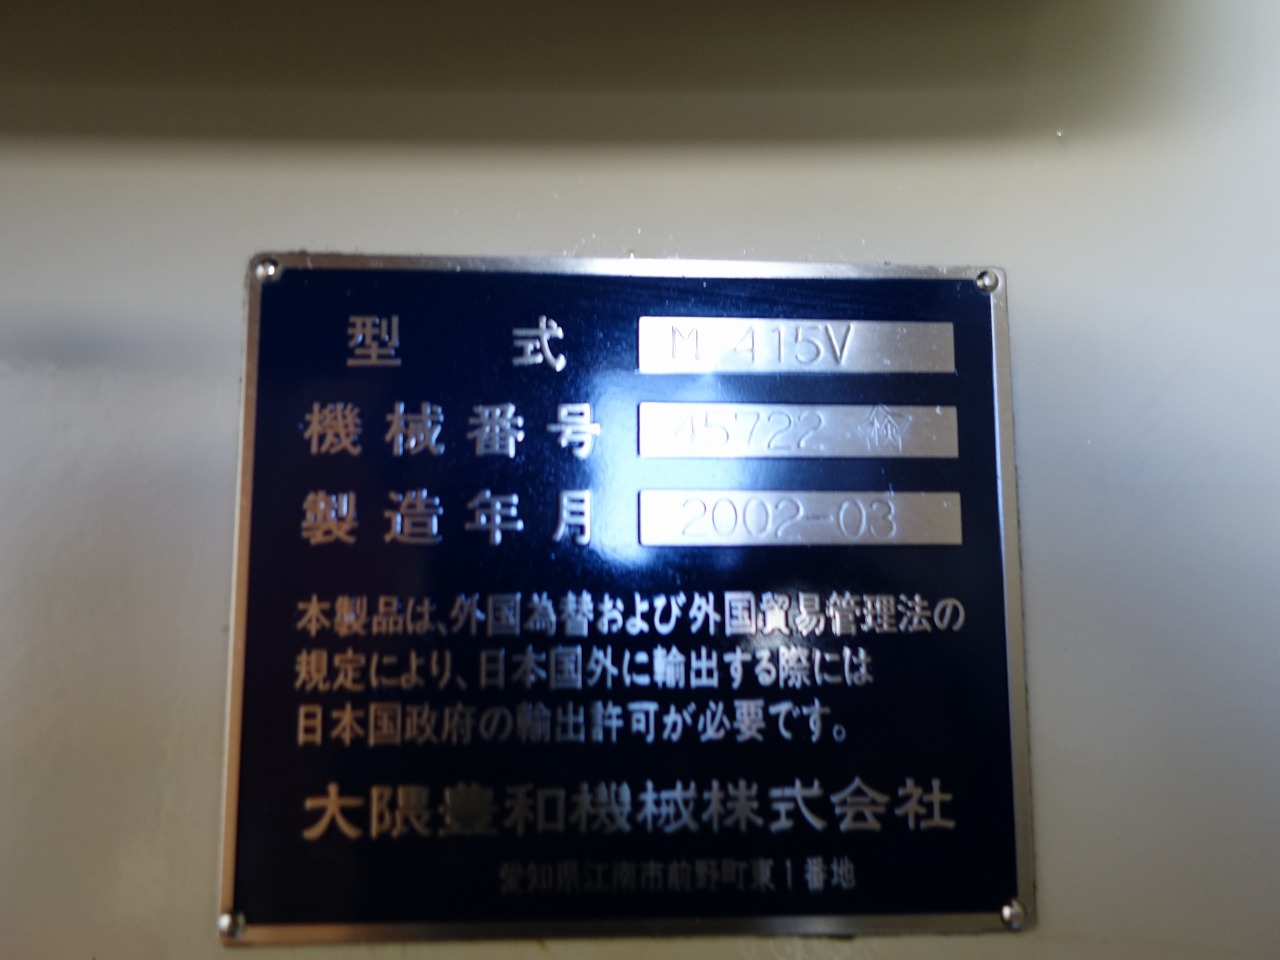 型式 M 415V
機械番号 45722 検
製造年月 2002-03
本製品は、外国為替および外国貿易管理法の
規定により、日本国外に輸出する際には
日本国政府の輸出許可が必要です。
大隈豊和機械株式会社
愛知県江南市前野町東1番地